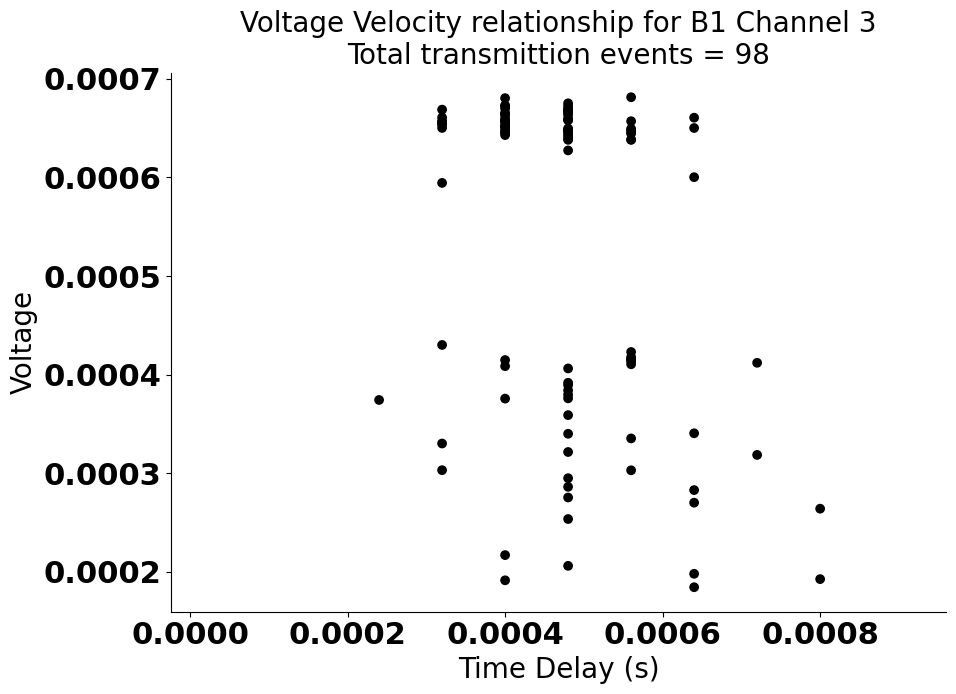 Voltage Velocity relationship for B1 Channel 3
Total transmittion events = 98
0.0007
0.0006
0.0005
0.0004
0.0003
0.0002
Voltage
0.0000 0.0002 0.0004 0.0006 0.0008
Time Delay (s)